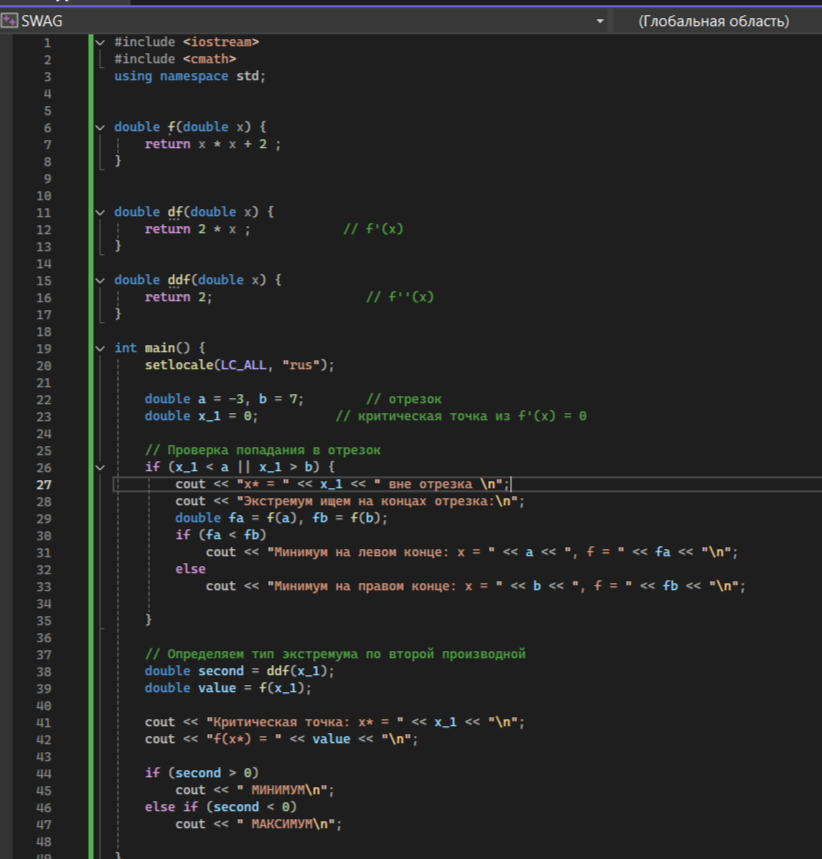 SWAG (Глобальная область)
1 #include <iostream>
2 #include <cmath>
3 using namespace std;
4
5
6 double f(double x) {
7 return x * x + 2 ;
8 }
9
10
11 double df(double x) {
12 return 2 * x ; // f'(x)
13 }
14
15 double ddf(double x) {
16 return 2; // f''(x)
17 }
18
19 int main() {
20 setlocale(LC_ALL, "rus");
21
22 double a = -3, b = 7; // отрезок
23 double x_1 = 0; // критическая точка из f'(x) = 0
24
25 // Проверка попадания в отрезок
26 if (x_1 < a || x_1 > b) {
27 cout << "x* = " << x_1 << " вне отрезка \n";
28 cout << "Экстремум ищем на концах отрезка:\n";
29 double fa = f(a), fb = f(b);
30 if (fa < fb)
31 cout << "Минимум на левом конце: x = " << a << ", f = " << fa << "\n";
32 else
33 cout << "Минимум на правом конце: x = " << b << ", f = " << fb << "\n";
34
35 }
36
37 // Определяем тип экстремума по второй производной
38 double second = ddf(x_1);
39 double value = f(x_1);
40
41 cout << "Критическая точка: x* = " << x_1 << "\n";
42 cout << "f(x*) = " << value << "\n";
43
44 if (second > 0)
45 cout << " МИНИМУМ\n";
46 else if (second < 0)
47 cout << " МАКСИМУМ\n";
48
49 }